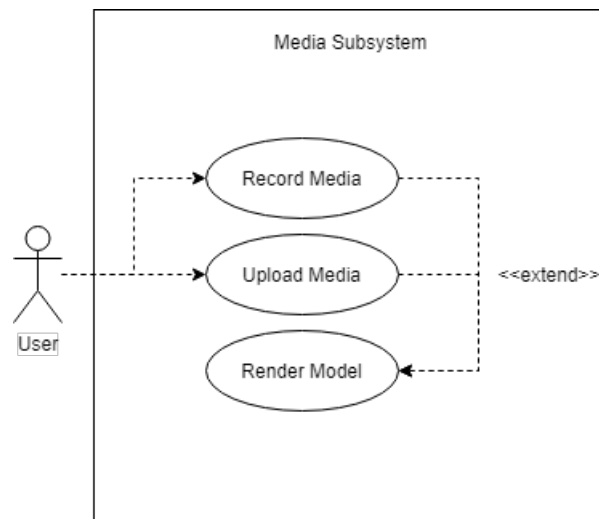 Media Subsystem
Record Media
Upload Media
<<extend>>
Render Model
User